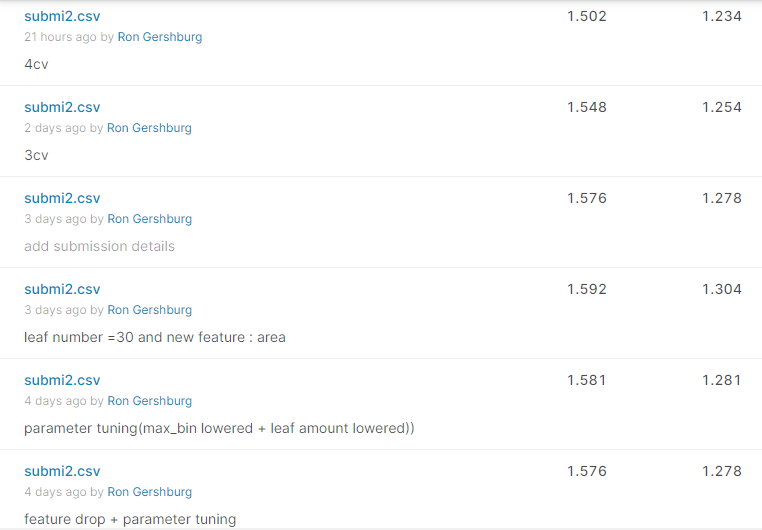 submi2.csv 1.502 1.234
21 hours ago by Ron Gershburg
4cv
submi2.csv 1.548 1.254
2 days ago by Ron Gershburg
3cv
submi2.csv 1.576 1.278
3 days ago by Ron Gershburg
add submission details
submi2.csv 1.592 1.304
3 days ago by Ron Gershburg
leaf number =30 and new feature : area
submi2.csv 1.581 1.281
4 days ago by Ron Gershburg
parameter tuning(max_bin lowered + leaf amount lowered))
submi2.csv 1.576 1.278
4 days ago by Ron Gershburg
feature drop + parameter tuning